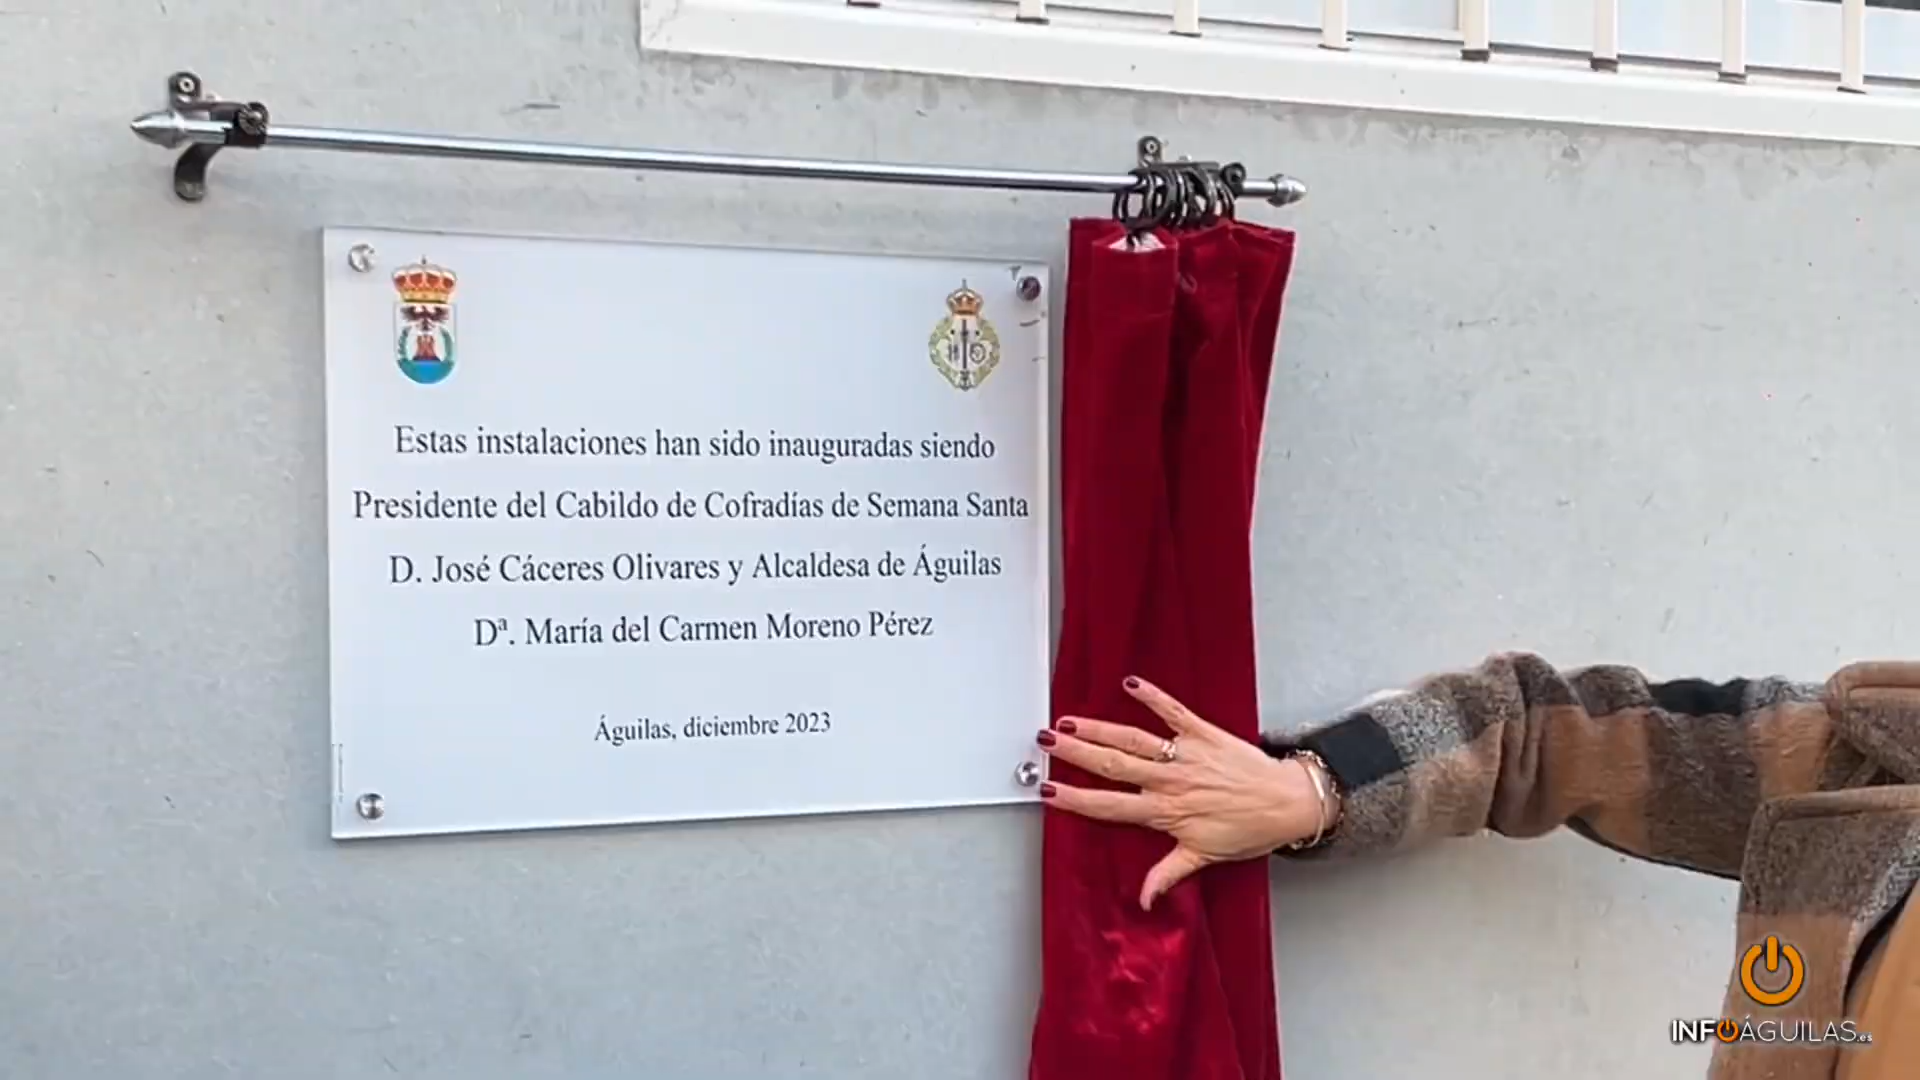 Estas instalaciones han sido inauguradas siendo
Presidente del Cabildo de Cofradías de Semana Santa
D. José Cáceres Olivares y Alcaldesa de Águilas
Dª. María del Carmen Moreno Pérez
Águilas, diciembre 2023
INFOÁGUILAS.es